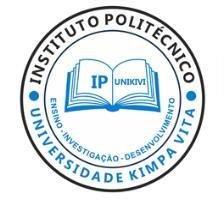 INSTITUTO POLITÉCNICO
IP UNIKIVI
ENSINO - INVESTIGAÇÃO - DESENVOLVIMENTO
• UNIVERSIDADE KIMPA VITA •